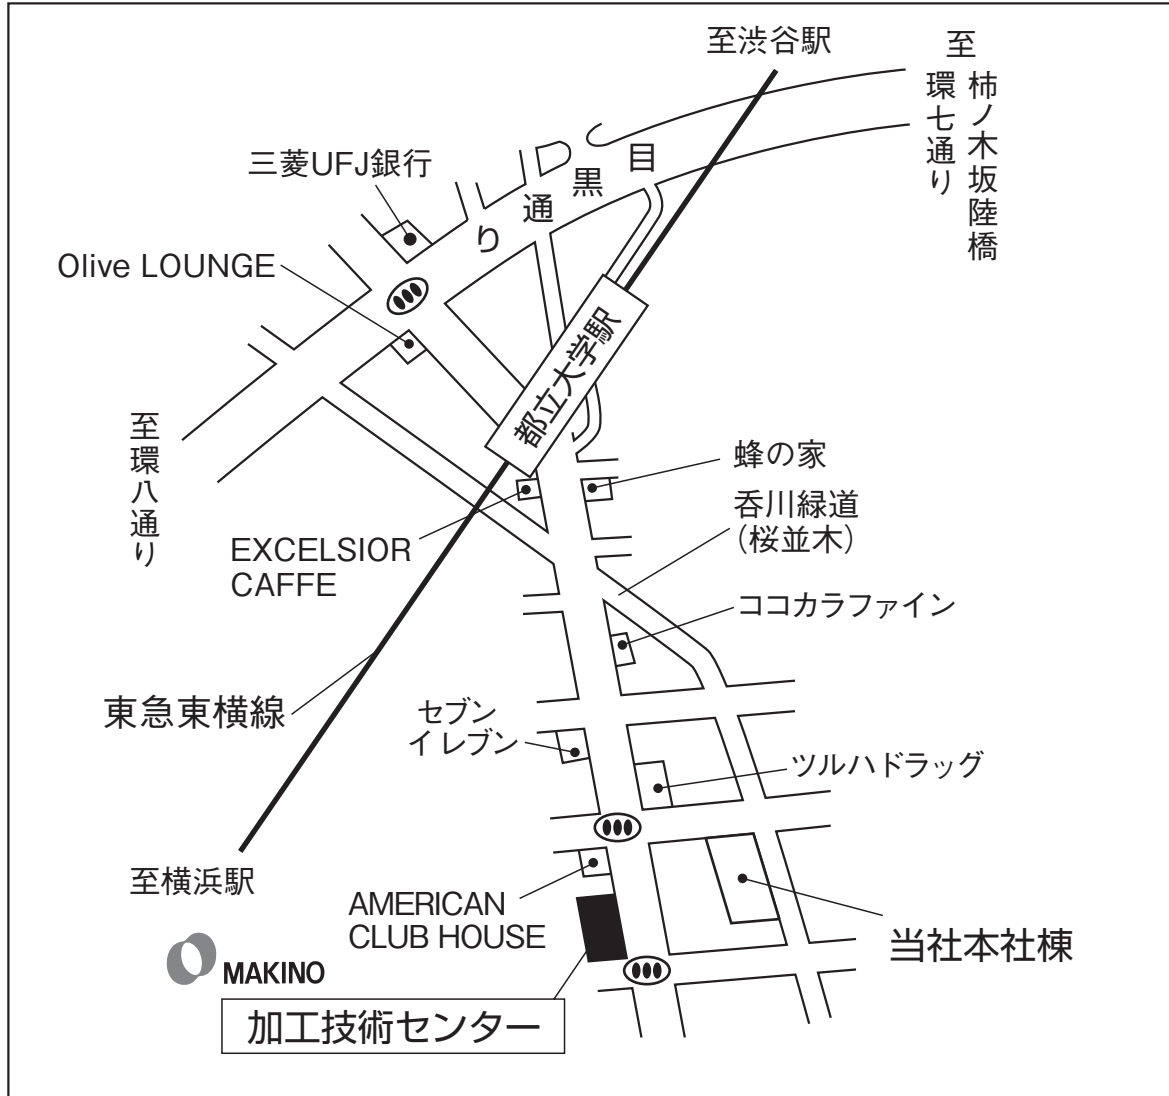 至渋谷駅
至
柿ノ木坂陸橋
環七通り
三菱UFJ銀行
目黒通り
Olive LOUNGE
都立大学駅
至環八通り
蜂の家
呑川緑道
(桜並木)
EXCELSIOR
CAFFE
ココカラファイン
東急東横線
セブン
イレブン
ツルハドラッグ
至横浜駅
AMERICAN
CLUB HOUSE
当社本社棟
MAKINO
加工技術センター